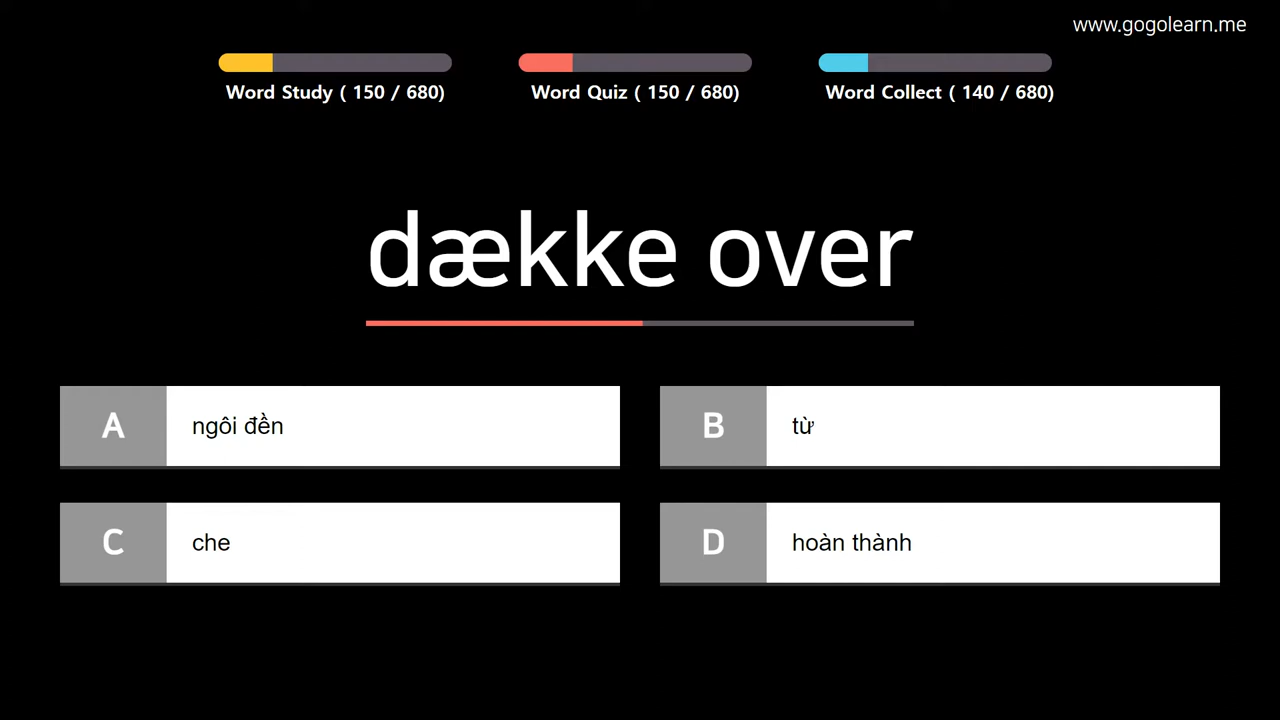 www.gogolearn.me
Word Study ( 150 / 680)
Word Quiz ( 150 / 680)
Word Collect ( 140 / 680)
dække over
A ngôi đền
B từ
C che
D hoàn thành